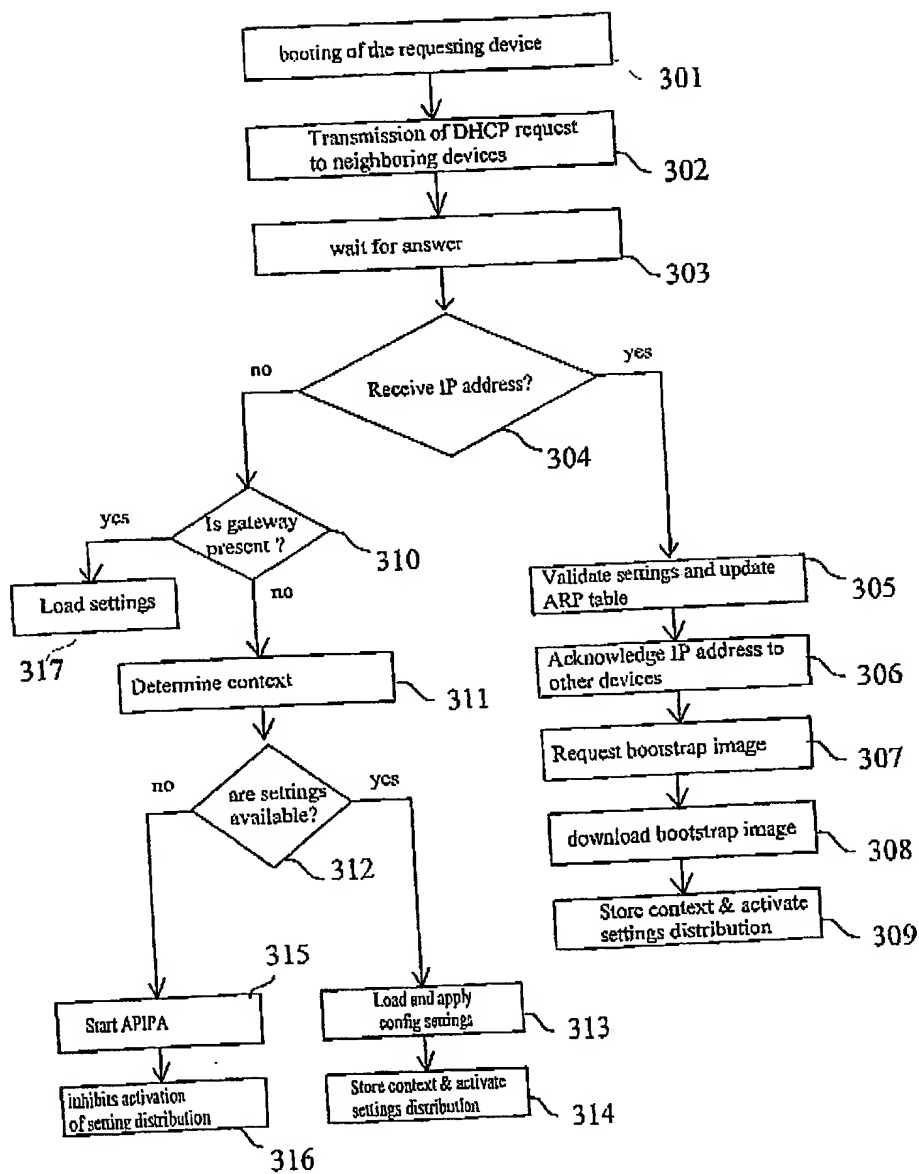 booting of the requesting device
301
Transmission of DHCP request
to neighboring devices
302
wait for answer
303
no
yes
Receive IP address?
304
yes
Is gateway
present ?
310
no
Load settings
317
Validate settings and update
ARP table
305
Determine context
311
Acknowledge IP address to
other devices
306
Request bootstrap image
307
no
are settings
available?
yes
312
download bootstrap image
308
Store context & activate
settings distribution
309
315
Start APIPA
Load and apply
config settings
313
inhibits activation
of setting distribution
316
Store context & activate
settings distribution
314